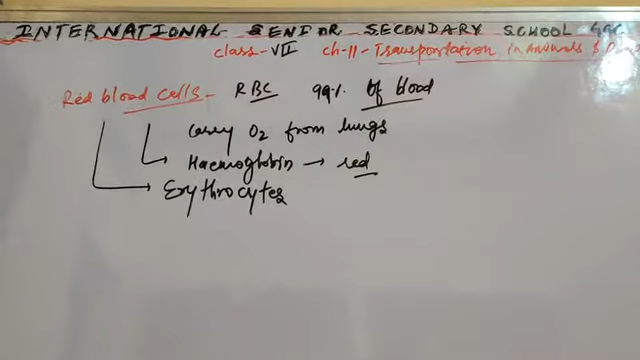 INTERNATIONAL SENIOR SECONDARY SCHOOL
class-VII ch-11-Transportation in Animals &
Red blood cells- RBC 99% of blood
Carry O2 from lungs
Haemoglobin → red
Erythrocytes